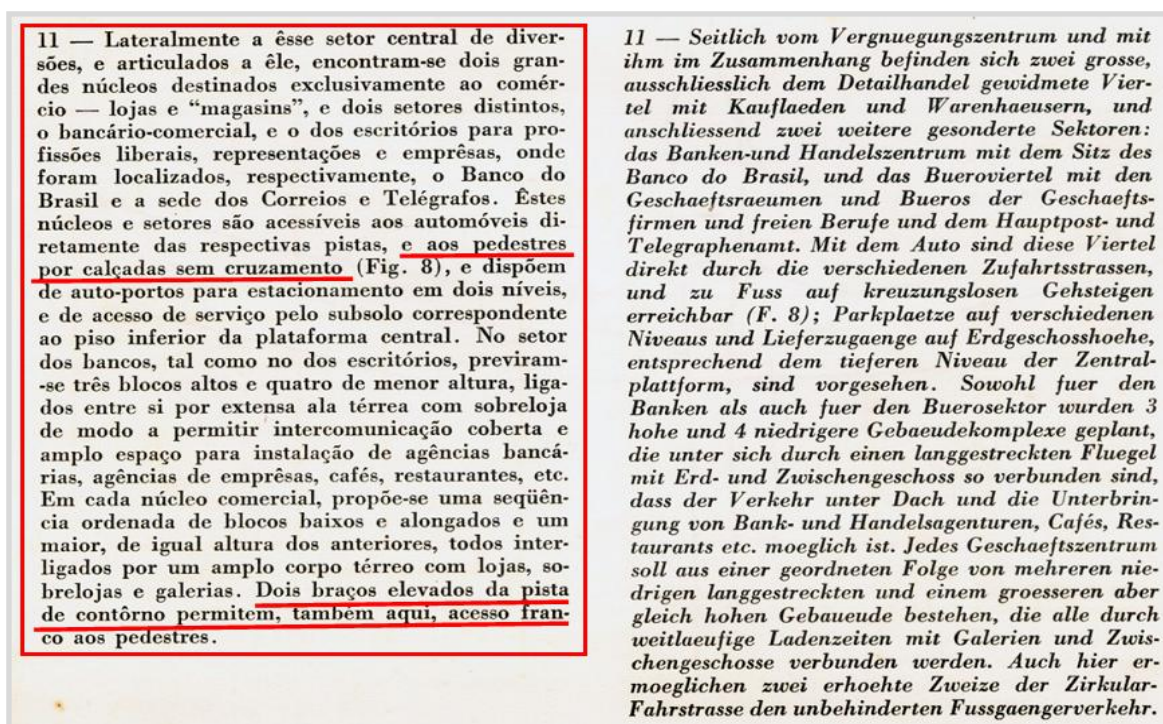 11 — Lateralmente a êsse setor central de diver-
sões, e articulados a êle, encontram-se dois gran-
des núcleos destinados exclusivamente ao comér-
cio — lojas e “magasins”, e dois setores distintos,
o bancário-comercial, e o dos escritórios para pro-
fissões liberais, representações e emprêsas, onde
foram localizados, respectivamente, o Banco do
Brasil e a sede dos Correios e Telégrafos. Êstes
núcleos e setores são acessíveis aos automóveis di-
retamente das respectivas pistas, e aos pedestres
por calçadas sem cruzamento (Fig. 8), e dispõem
de auto-portos para estacionamento em dois níveis,
e de acesso de serviço pelo subsolo correspondente
ao piso inferior da plataforma central. No setor
dos bancos, tal como no dos escritórios, previram-
-se três blocos altos e quatro de menor altura, liga-
dos entre si por extensa ala térrea com sobreloja
de modo a permitir intercomunicação coberta e
amplo espaço para instalação de agências bancá-
rias, agências de emprêsas, cafés, restaurantes, etc.
Em cada núcleo comercial, propõe-se uma seqüên-
cia ordenada de blocos baixos e alongados e um
maior, de igual altura dos anteriores, todos inter-
ligados por um amplo corpo térreo com lojas, so-
brelojas e galerias. Dois braços elevados da pista
de contôrno permitem, também aqui, acesso fran-
co aos pedestres.
11 — Seitlich vom Vergnuegungszentrum und mit
ihm im Zusammenhang befinden sich zwei grosse,
ausschliesslich dem Detailhandel gewidmete Vier-
tel mit Kauflaeden und Warenhaeusern, und
anschliessend zwei weitere gesonderte Sektoren:
das Banken-und Handelszentrum mit dem Sitz des
Banco do Brasil, und das Bueroviertel mit den
Geschaeftsraeumen und Bueros der Geschaefts-
firmen und freien Berufe und dem Hauptpost- und
Telegraphenamt. Mit dem Auto sind diese Viertel
direkt durch die verschiedenen Zufahrtsstrassen,
und zu Fuss auf kreuzungslosen Gehsteigen
erreichbar (F. 8); Parkplaetze auf verschiedenen
Niveaus und Lieferzugaenge auf Erdgeschosshoehe,
entsprechend dem tieferen Niveau der Zentral-
plattform, sind vorgesehen. Sowohl fuer den
Banken als auch fuer den Buerosektor wurden 3
hohe und 4 niedrigere Gebaeudekomplexe geplant,
die unter sich durch einen langgestreckten Fluegel
mit Erd- und Zwischengeschoss so verbunden sind,
dass der Verkehr unter Dach und die Unterbrin-
gung von Bank- und Handelsagenturen, Cafés, Res-
taurants etc. moeglich ist. Jedes Geschaeftszentrum
soll aus einer geordneten Folge von mehreren nie-
drigen langgestreckten und einem groesseren aber
gleich hohen Gebaueude bestehen, die alle durch
weitlaeufige Ladenzeiten mit Galerien und Zwis-
chengeschosse verbunden werden. Auch hier er-
moeglichen zwei erhoehte Zweize der Zirkular-
Fahrstrasse den unbehinderten Fussgaengerverkehr.